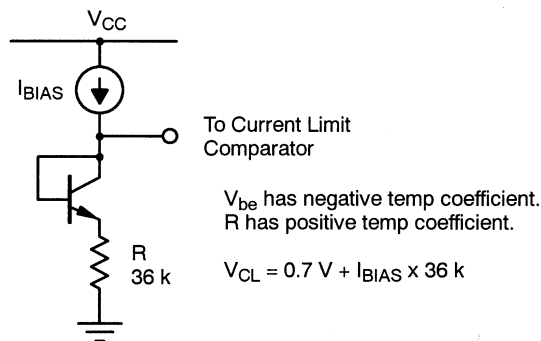 VCC
IBIAS
To Current Limit
Comparator
Vbe has negative temp coefficient.
R has positive temp coefficient.
R
36 k
VCL = 0.7 V + IBIAS x 36 k